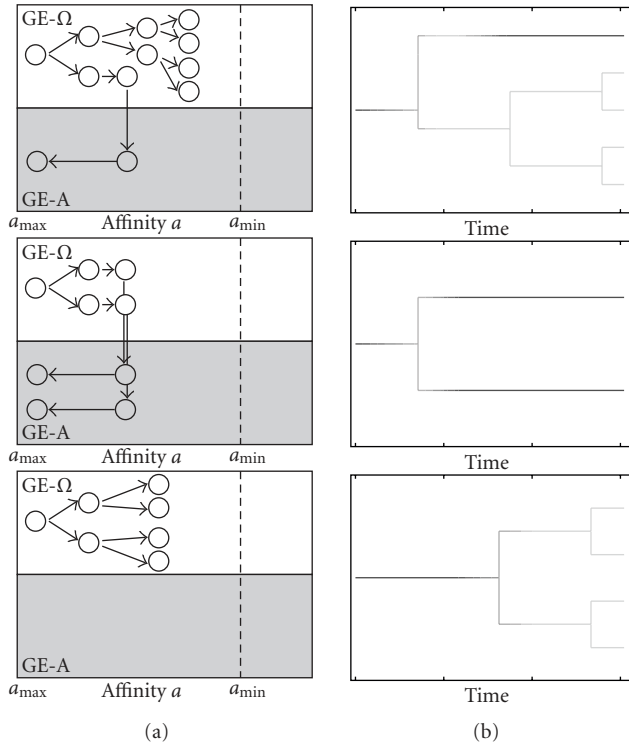 GE-Ω
GE-A
a_max Affinity a a_min
Time
GE-Ω
GE-A
a_max Affinity a a_min
Time
GE-Ω
GE-A
a_max Affinity a a_min
Time
(a) (b)